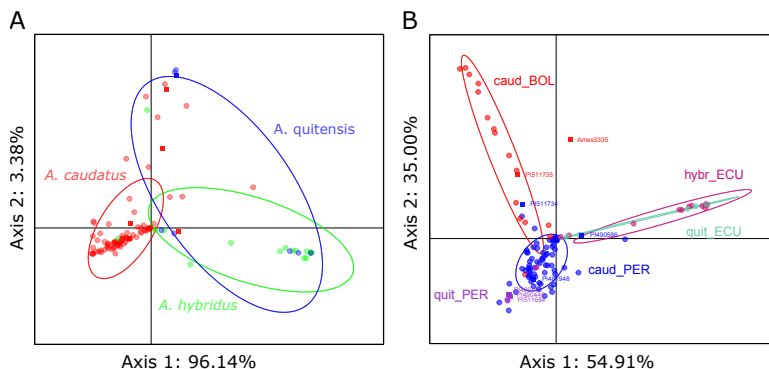 A
A. quitensis
A. caudatus
A. hybridus
Axis 2: 3.38%
Axis 1: 96.14%
B
caud_BOL
Ames5335
PI511735
hybr_ECU
PI511734
PI490586
quit_ECU
caud_PER
quit_PER
Axis 2: 35.00%
Axis 1: 54.91%